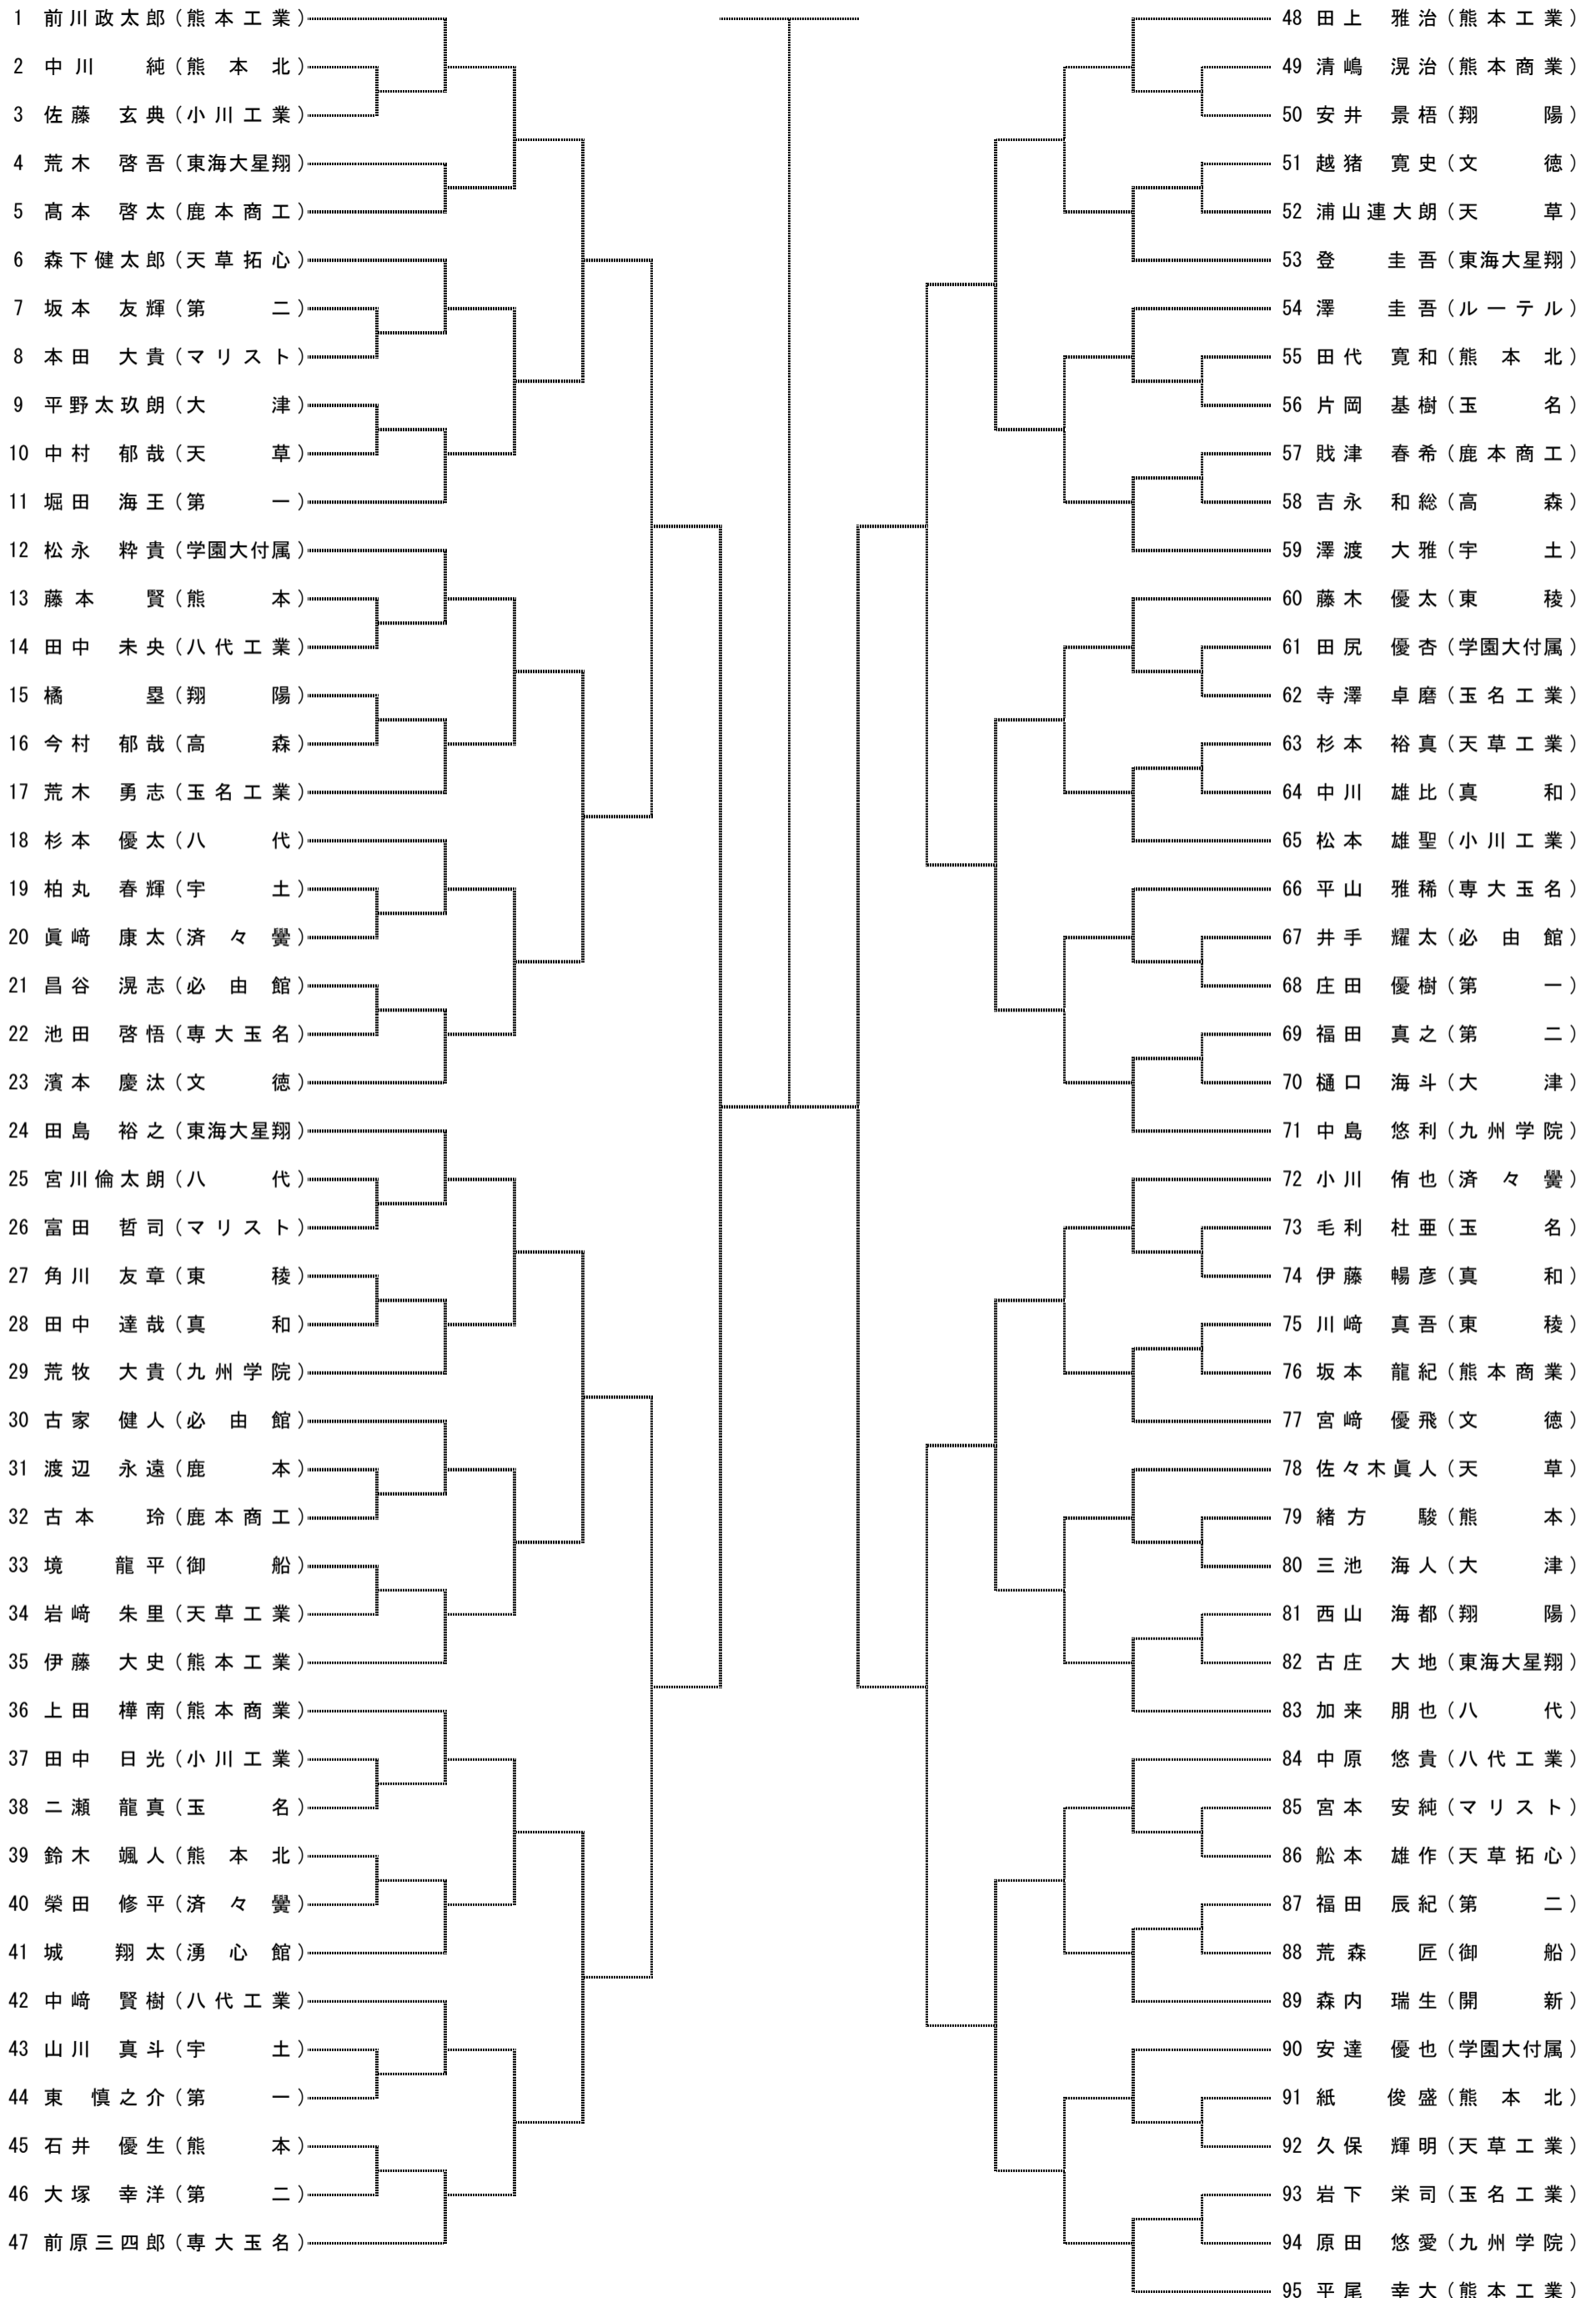 1 前川政太郎（熊本工業）
2 中川 純（熊本北）
3 佐藤 玄典（小川工業）
4 荒木 啓吾（東海大星翔）
5 髙本 啓太（鹿本商工）
6 森下健太郎（天草拓心）
7 坂本 友輝（第二）
8 本田 大貴（マリスト）
9 平野太玖朗（大津）
10 中村 郁哉（天草）
11 堀田 海王（第一）
12 松永 粋貴（学園大付属）
13 藤本 賢（熊本）
14 田中 未央（八代工業）
15 橘 塁（翔陽）
16 今村 郁哉（高森）
17 荒木 勇志（玉名工業）
18 杉本 優太（八代）
19 柏丸 春輝（宇土）
20 眞﨑 康太（済々黌）
21 昌谷 滉志（必由館）
22 池田 啓悟（専大玉名）
23 濱本 慶汰（文徳）
24 田島 裕之（東海大星翔）
25 宮川倫太朗（八代）
26 富田 哲司（マリスト）
27 角川 友章（東稜）
28 田中 達哉（真和）
29 荒牧 大貴（九州学院）
30 古家 健人（必由館）
31 渡辺 永遠（鹿本）
32 古本 玲（鹿本商工）
33 境 龍平（御船）
34 岩﨑 朱里（天草工業）
35 伊藤 大史（熊本工業）
36 上田 樺南（熊本商業）
37 田中 日光（小川工業）
38 二瀬 龍真（玉名）
39 鈴木 颯人（熊本北）
40 榮田 修平（済々黌）
41 城 翔太（湧心館）
42 中﨑 賢樹（八代工業）
43 山川 真斗（宇土）
44 東 慎之介（第一）
45 石井 優生（熊本）
46 大塚 幸洋（第二）
47 前原三四郎（専大玉名）
48 田上 雅治（熊本工業）
49 清嶋 滉治（熊本商業）
50 安井 景梧（翔陽）
51 越猪 寛史（文徳）
52 浦山連大朗（天草）
53 登 圭吾（東海大星翔）
54 澤 圭吾（ルーテル）
55 田代 寛和（熊本北）
56 片岡 基樹（玉名）
57 戝津 春希（鹿本商工）
58 吉永 和総（高森）
59 澤渡 大雅（宇土）
60 藤木 優太（東稜）
61 田尻 優杏（学園大付属）
62 寺澤 卓磨（玉名工業）
63 杉本 裕真（天草工業）
64 中川 雄比（真和）
65 松本 雄聖（小川工業）
66 平山 雅稀（専大玉名）
67 井手 耀太（必由館）
68 庄田 優樹（第一）
69 福田 真之（第二）
70 樋口 海斗（大津）
71 中島 悠利（九州学院）
72 小川 侑也（済々黌）
73 毛利 杜亜（玉名）
74 伊藤 暢彦（真和）
75 川﨑 真吾（東稜）
76 坂本 龍紀（熊本商業）
77 宮﨑 優飛（文徳）
78 佐々木眞人（天草）
79 緒方 駿（熊本）
80 三池 海人（大津）
81 西山 海都（翔陽）
82 古庄 大地（東海大星翔）
83 加来 朋也（八代）
84 中原 悠貴（八代工業）
85 宮本 安純（マリスト）
86 舩本 雄作（天草拓心）
87 福田 辰紀（第二）
88 荒森 匠（御船）
89 森内 瑞生（開新）
90 安達 優也（学園大付属）
91 紙 俊盛（熊本北）
92 久保 輝明（天草工業）
93 岩下 栄司（玉名工業）
94 原田 悠愛（九州学院）
95 平尾 幸大（熊本工業）